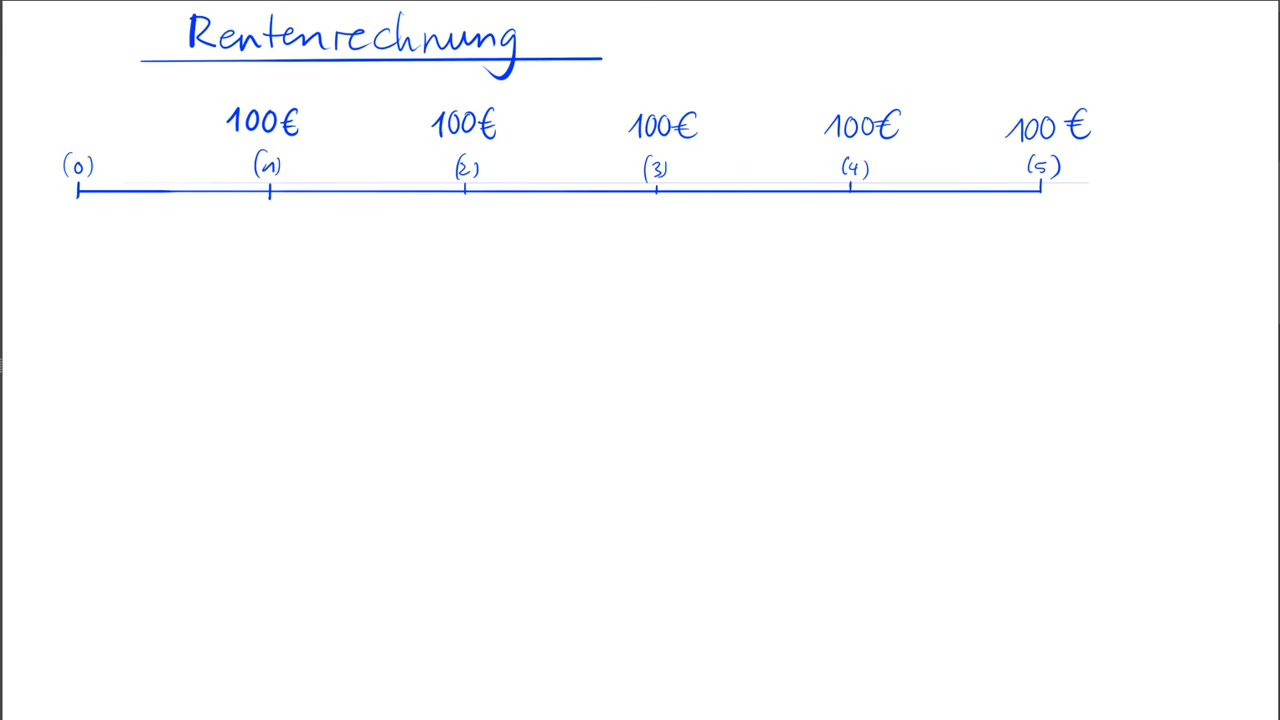 Rentenrechnung
100€ 100€ 100€ 100€ 100€
(0) (1) (2) (3) (4) (5)